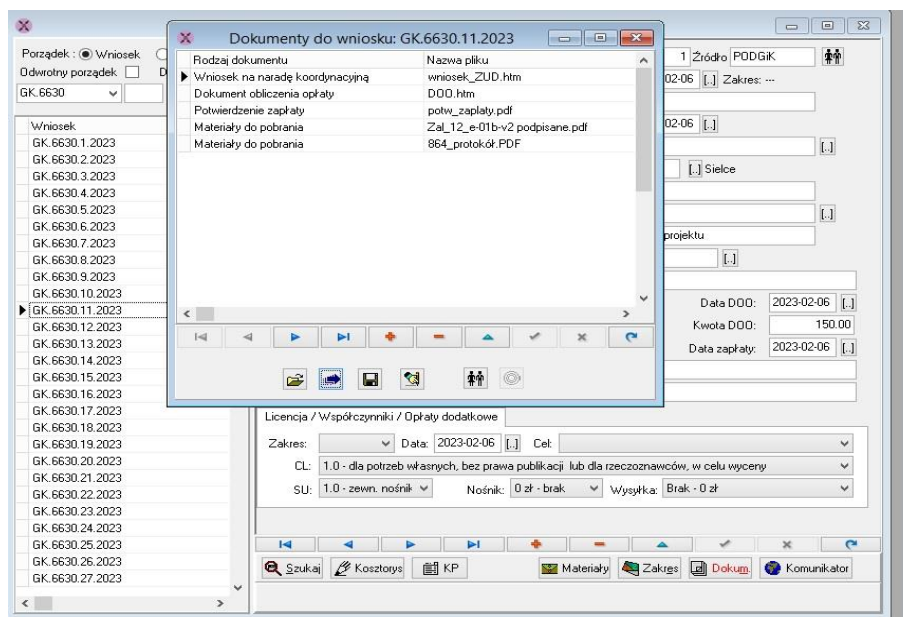 Dokumenty do wniosku: GK.6630.11.2023
Rodzaj dokumentu Nazwa pliku
Wniosek na naradę koordynacyjną wniosek_ZUD.htm
Dokument obliczenia opłaty DOO.htm
Potwierdzenie zapłaty potw_zaplaty.pdf
Materiały do pobrania Zal_12_e-01b-v2 podpisane.pdf
Materiały do pobrania 864_protokół.PDF
Porządek : Wniosek
Odwrotny porządek D
GK.6630
Wniosek
GK.6630.1.2023
GK.6630.2.2023
GK.6630.3.2023
GK.6630.4.2023
GK.6630.5.2023
GK.6630.6.2023
GK.6630.7.2023
GK.6630.8.2023
GK.6630.9.2023
GK.6630.10.2023
GK.6630.11.2023
GK.6630.12.2023
GK.6630.13.2023
GK.6630.14.2023
GK.6630.15.2023
GK.6630.16.2023
GK.6630.17.2023
GK.6630.18.2023
GK.6630.19.2023
GK.6630.20.2023
GK.6630.21.2023
GK.6630.22.2023
GK.6630.23.2023
GK.6630.24.2023
GK.6630.25.2023
GK.6630.26.2023
GK.6630.27.2023
1 Źródło PODGiK
02-06 [..] Zakres: ---
02-06 [..]
[..]
[..] Sielce
[..]
projektu
[..]
Data DOO: 2023-02-06 [..]
Kwota DOO: 150.00
Data zapłaty: 2023-02-06 [..]
Licencja / Współczynniki / Opłaty dodatkowe
Zakres: Data: 2023-02-06 [..] Cel:
CL: 1.0 - dla potrzeb własnych, bez prawa publikacji lub dla rzeczoznawców, w celu wyceny
SU: 1.0 - zewn. nośnik Nośnik: 0 zł - brak Wysyłka: Brak - 0 zł
Szukaj Kosztorys KP Materiały Zakres Dokum. Komunikator